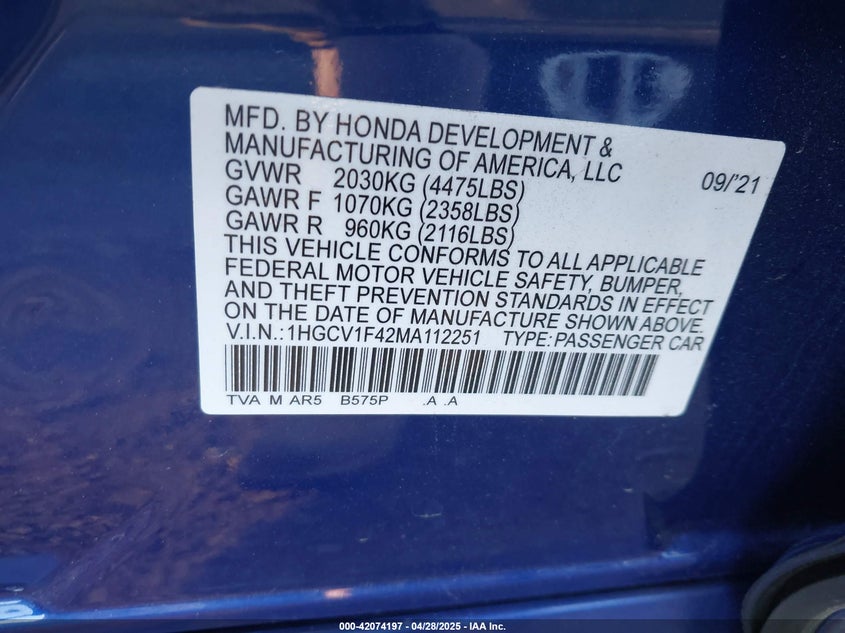 MFD. BY HONDA DEVELOPMENT &
MANUFACTURING OF AMERICA, LLC
GVWR 2030KG (4475LBS) 09/'21
GAWR F 1070KG (2358LBS)
GAWR R 960KG (2116LBS)
THIS VEHICLE CONFORMS TO ALL APPLICABLE
FEDERAL MOTOR VEHICLE SAFETY, BUMPER,
AND THEFT PREVENTION STANDARDS IN EFFECT
ON THE DATE OF MANUFACTURE SHOWN ABOVE.
V.I.N.:1HGCV1F42MA112251 TYPE:PASSENGER CAR
TVA M AR5 B575P .A .A
000-42074197 - 04/28/2025 - IAA Inc.